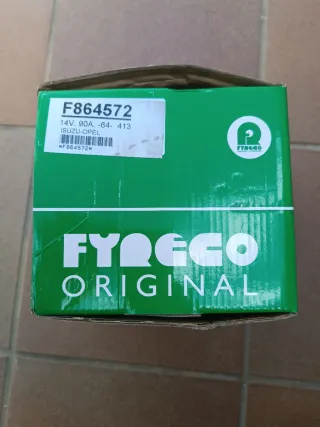 F864572
14V, 90A, -64- 413
ISUZU-OPEL
*F864572*
FYRECO
FYRECO
ORIGINAL